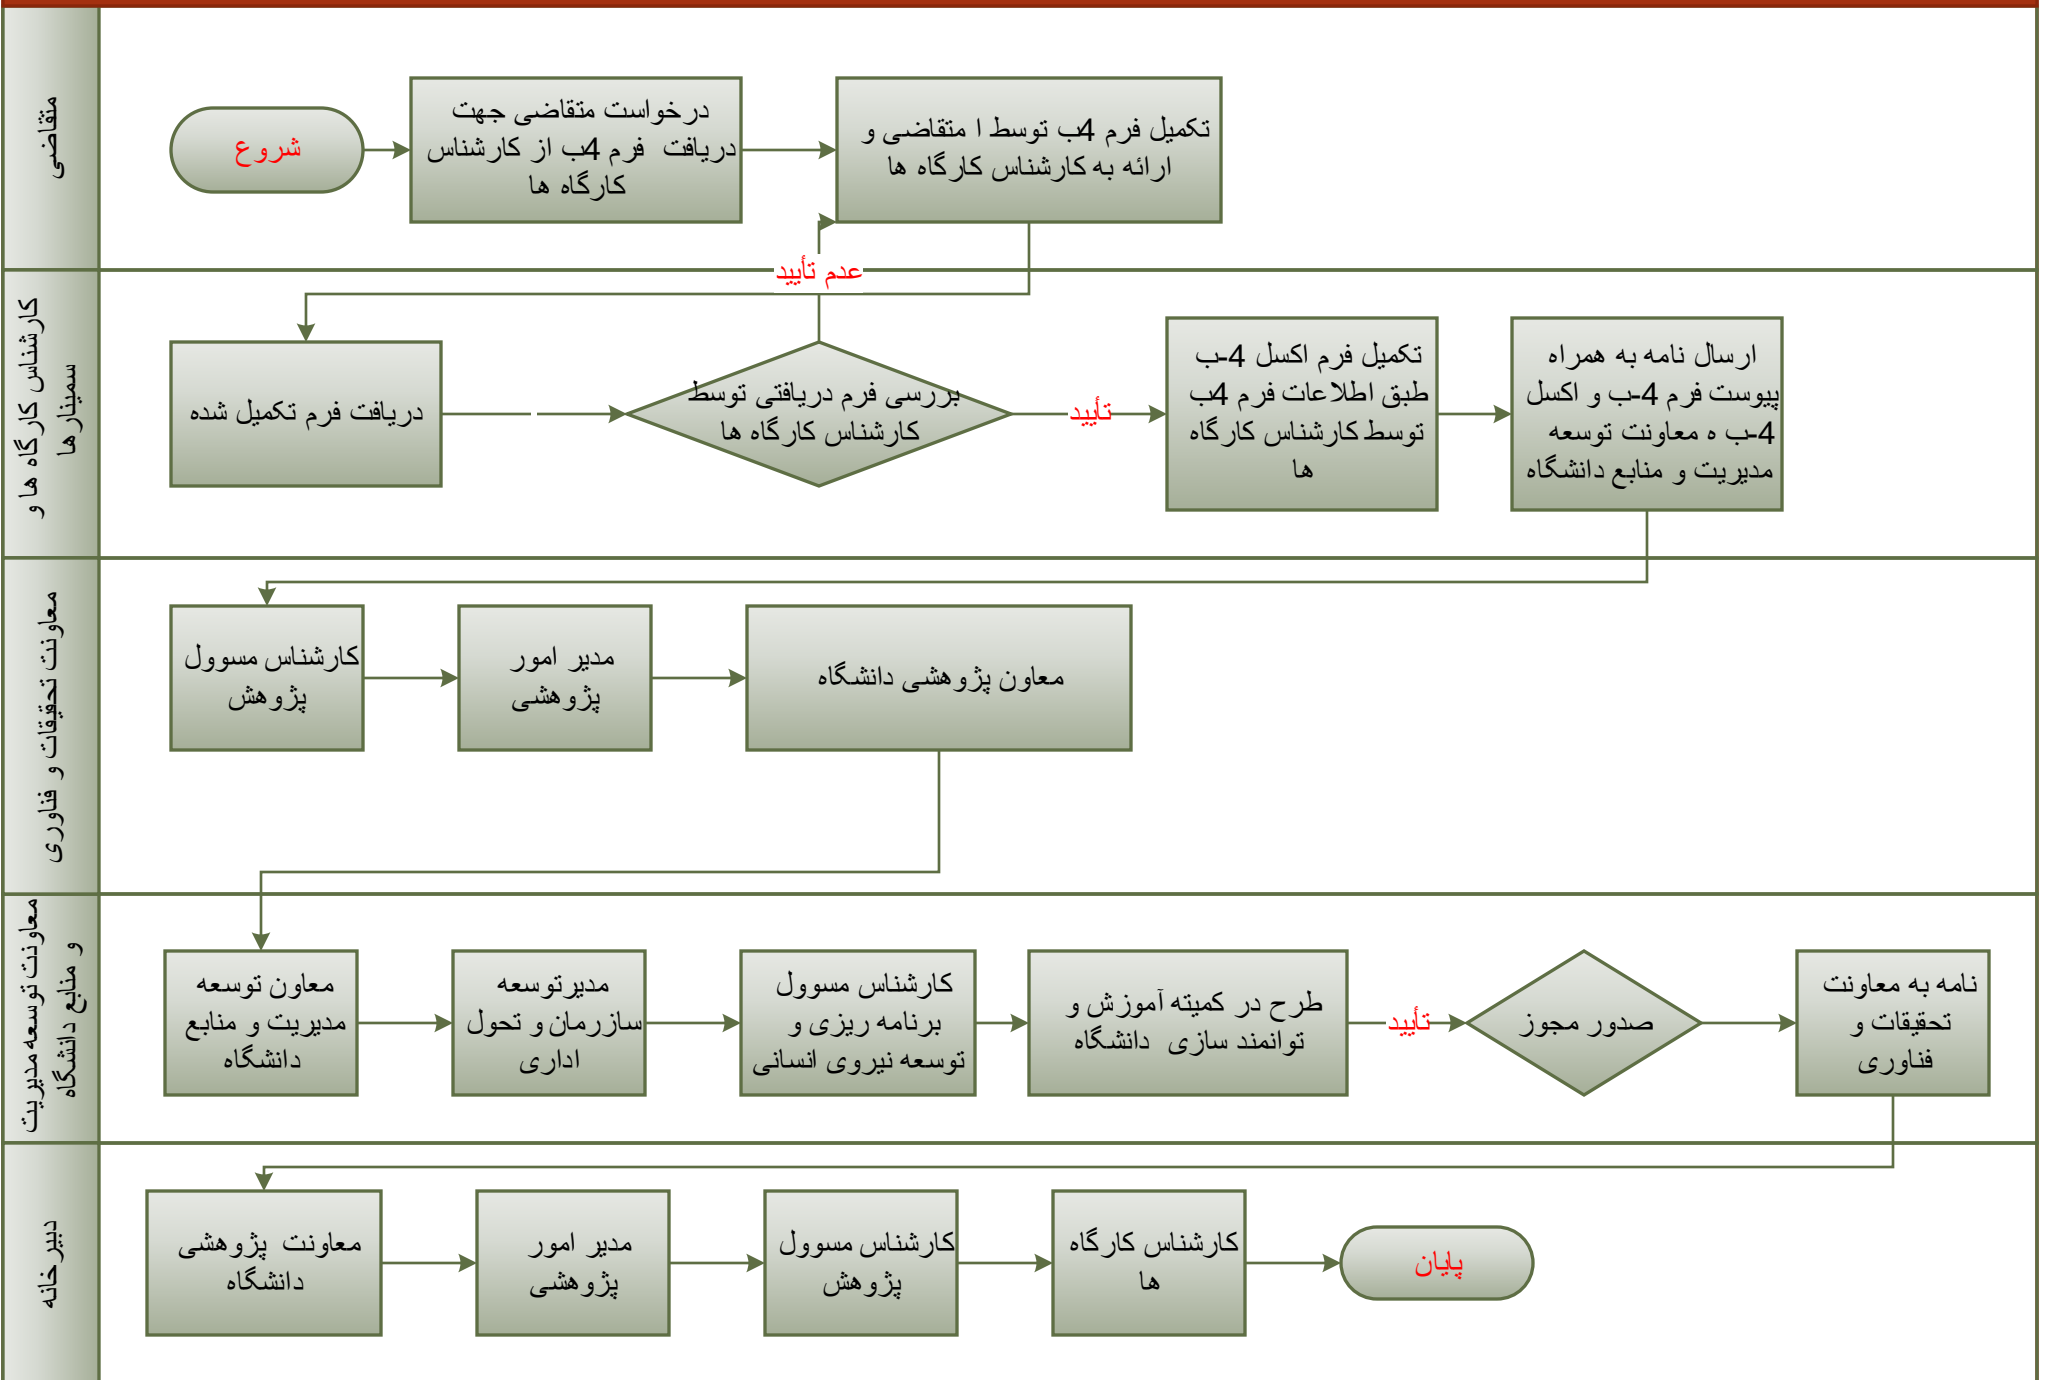 متقاضی
شروع
درخواست متقاضی جهت
دریافت فرم 4ب از کارشناس
کارگاه ها
تکمیل فرم 4ب توسط ا متقاضی و
ارائه به کارشناس کارگاه ها
عدم تأیید
کارشناس کارگاه ها و
سمینارها
دریافت فرم تکمیل شده
بررسی فرم دریافتی توسط
کارشناس کارگاه ها
تأیید
تکمیل فرم اکسل 4-ب
طبق اطلاعات فرم 4ب
توسط کارشناس کارگاه
ها
ارسال نامه به همراه
پیوست فرم 4-ب و اکسل
4-ب ه معاونت توسعه
مدیریت و منابع دانشگاه
معاونت تحقیقات و فناوری
کارشناس مسوول
پژوهش
مدیر امور
پژوهشی
معاون پژوهشی دانشگاه
معاونت توسعه مدیریت
و منابع دانشگاه
معاون توسعه
مدیریت و منابع
دانشگاه
مدیرتوسعه
سازرمان و تحول
اداری
کارشناس مسوول
برنامه ریزی و
توسعه نیروی انسانی
طرح در کمیته آموزش و
توانمند سازی دانشگاه
تأیید
صدور مجوز
نامه به معاونت
تحقیقات و
فناوری
دبیرخانه
معاونت پژوهشی
دانشگاه
مدیر امور
پژوهشی
کارشناس مسوول
پژوهش
کارشناس کارگاه
ها
پایان